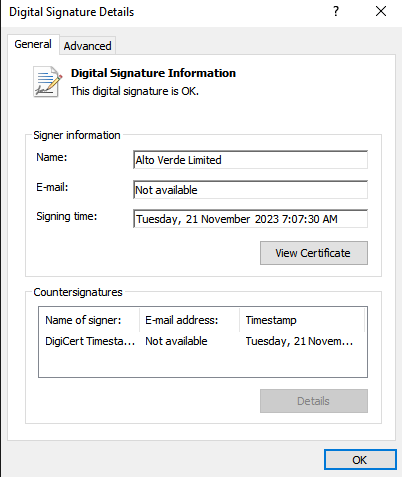 Digital Signature Details
?
General
Advanced
Digital Signature Information
This digital signature is OK.
Signer information
Name:
Alto Verde Limited
E-mail:
Not available
Signing time:
Tuesday, 21 November 2023 7:07:30 AM
View Certificate
Countersignatures
Name of signer: E-mail address: Timestamp
DigiCert Timesta... Not available Tuesday, 21 Novem...
Details
OK